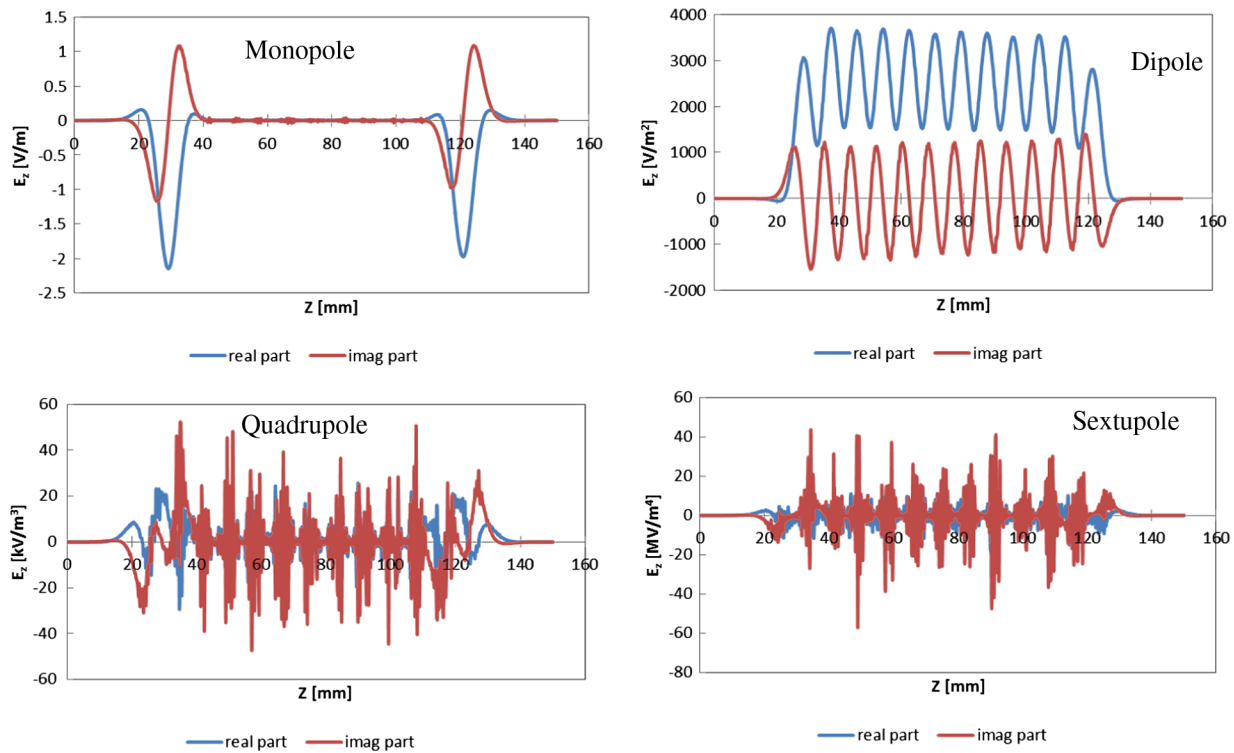 Monopole
1.5
1
0.5
0
-0.5
-1
-1.5
-2
-2.5
0 20 40 60 80 100 120 140 160
E_z [V/m]
Z [mm]
real part imag part
Dipole
4000
3000
2000
1000
0
-1000
-2000
0 20 40 60 80 100 120 140 160
E_z [V/m²]
Z [mm]
real part imag part
Quadrupole
60
40
20
0
-20
-40
-60
0 20 40 60 80 100 120 140 160
E_z [kV/m³]
Z [mm]
real part imag part
Sextupole
60
40
20
0
-20
-40
-60
-80
0 20 40 60 80 100 120 140 160
E_z [MV/m⁴]
Z [mm]
real part imag part